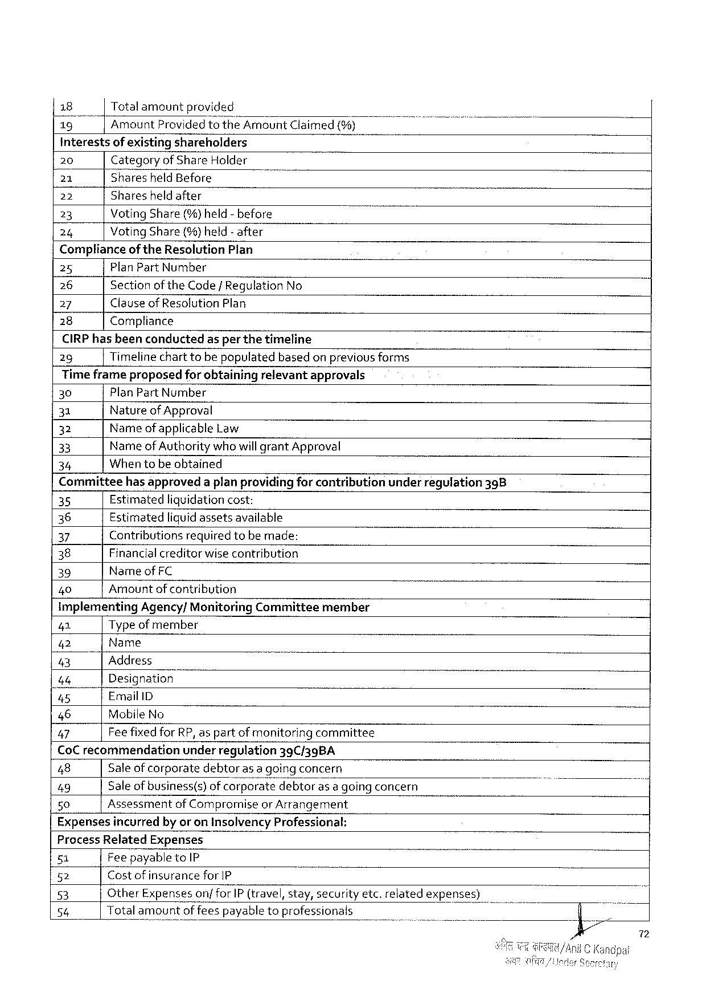 18 Total amount provided
19 Amount Provided to the Amount Claimed (%)
Interests of existing shareholders
20 Category of Share Holder
21 Shares held Before
22 Shares held after
23 Voting Share (%) held - before
24 Voting Share (%) held - after
Compliance of the Resolution Plan
25 Plan Part Number
26 Section of the Code / Regulation No
27 Clause of Resolution Plan
28 Compliance
CIRP has been conducted as per the timeline
29 Timeline chart to be populated based on previous forms
Time frame proposed for obtaining relevant approvals
30 Plan Part Number
31 Nature of Approval
32 Name of applicable Law
33 Name of Authority who will grant Approval
34 When to be obtained
Committee has approved a plan providing for contribution under regulation 39B
35 Estimated liquidation cost:
36 Estimated liquid assets available
37 Contributions required to be made:
38 Financial creditor wise contribution
39 Name of FC
40 Amount of contribution
Implementing Agency/ Monitoring Committee member
41 Type of member
42 Name
43 Address
44 Designation
45 Email ID
46 Mobile No
47 Fee fixed for RP, as part of monitoring committee
CoC recommendation under regulation 39C/39BA
48 Sale of corporate debtor as a going concern
49 Sale of business(s) of corporate debtor as a going concern
50 Assessment of Compromise or Arrangement
Expenses incurred by or on Insolvency Professional:
Process Related Expenses
51 Fee payable to IP
52 Cost of insurance for IP
53 Other Expenses on/ for IP (travel, stay, security etc. related expenses)
54 Total amount of fees payable to professionals
72
अनिल चन्द्र काण्डपाल/Anil C Kandpal
अवर सचिव/Under Secretary